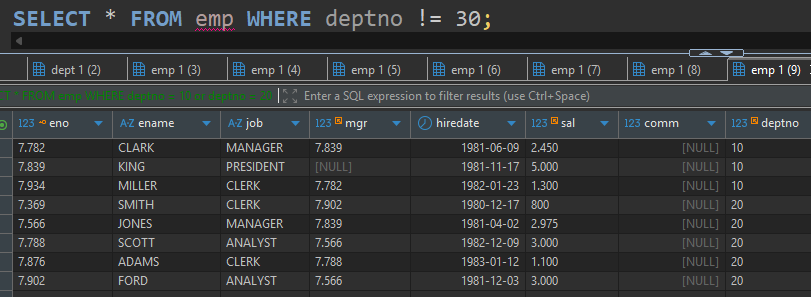 SELECT * FROM emp WHERE deptno != 30;
dept 1 (2) emp 1 (3) emp 1 (4) emp 1 (5) emp 1 (6) emp 1 (7) emp 1 (8) emp 1 (9)
CT * FROM emp WHERE deptno = 10 or deptno = 20 Enter a SQL expression to filter results (use Ctrl+Space)
123 eno A-Z ename A-Z job 123 mgr hiredate 123 sal 123 comm 123 deptno
7.782 CLARK MANAGER 7.839 1981-06-09 2.450 [NULL] 10
7.839 KING PRESIDENT [NULL] 1981-11-17 5.000 [NULL] 10
7.934 MILLER CLERK 7.782 1982-01-23 1.300 [NULL] 10
7.369 SMITH CLERK 7.902 1980-12-17 800 [NULL] 20
7.566 JONES MANAGER 7.839 1981-04-02 2.975 [NULL] 20
7.788 SCOTT ANALYST 7.566 1982-12-09 3.000 [NULL] 20
7.876 ADAMS CLERK 7.788 1983-01-12 1.100 [NULL] 20
7.902 FORD ANALYST 7.566 1981-12-03 3.000 [NULL] 20